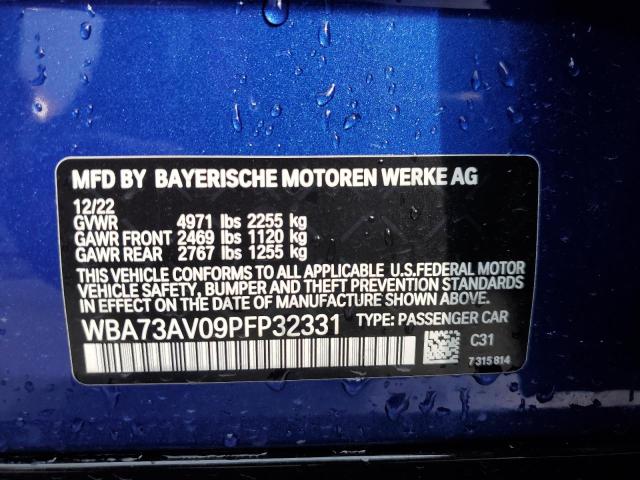 MFD BY BAYERISCHE MOTOREN WERKE AG
12/22
GVWR 4971 lbs 2255 kg
GAWR FRONT 2469 lbs 1120 kg
GAWR REAR 2767 lbs 1255 kg
THIS VEHICLE CONFORMS TO ALL APPLICABLE U.S.FEDERAL MOTOR
VEHICLE SAFETY, BUMPER AND THEFT PREVENTION STANDARDS
IN EFFECT ON THE DATE OF MANUFACTURE SHOWN ABOVE.
WBA73AV09PFP32331 TYPE: PASSENGER CAR
C31
7 315 814